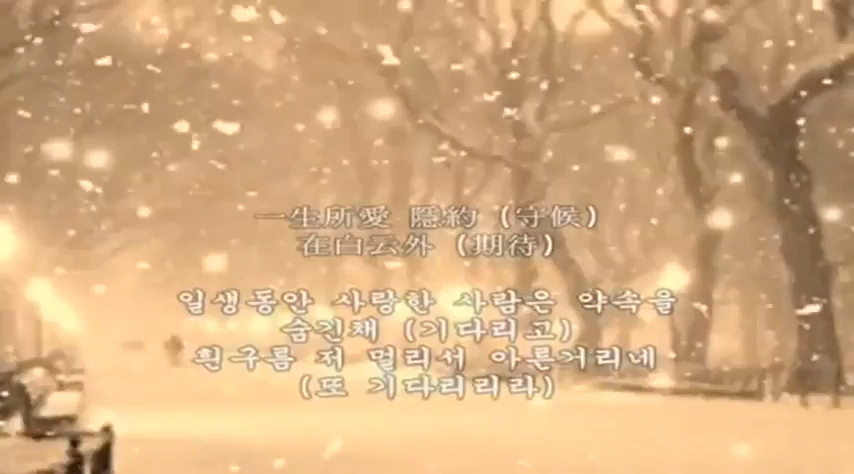 一生所愛 隱約 (守候)
在白云外 (期待)
일생동안 사랑한 사람은 약속을
숨긴채 (기다리고)
흰구름 저 멀리서 아른거리네
(또 기다리리라)